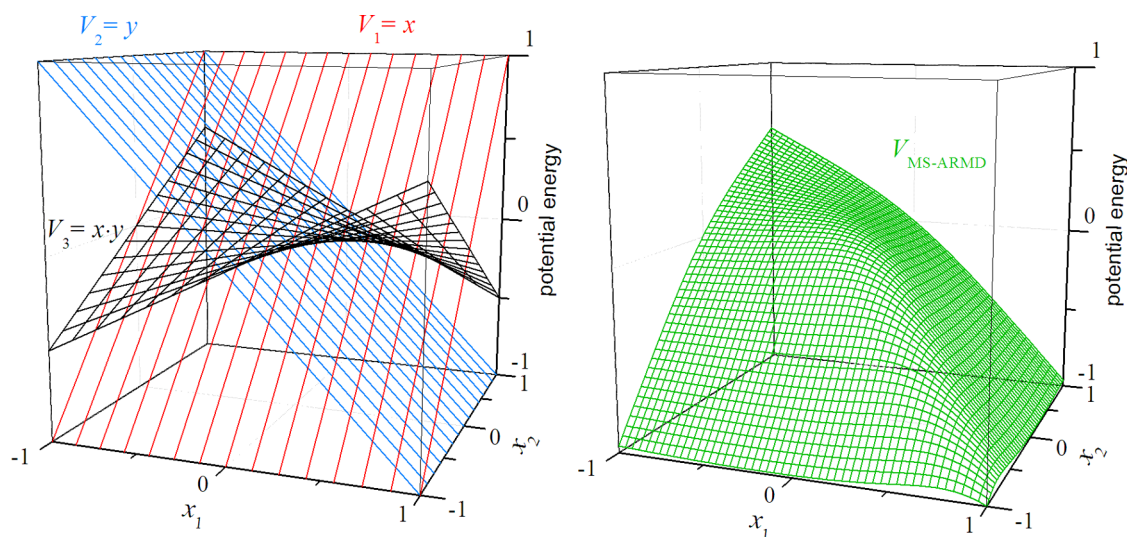 V2= y
V1= x
1
potential energy
0
V3= x·y
-1
1
0
x2
-1
-1
0
x1
1
1
VMS-ARMD
potential energy
0
-1
1
0
x2
-1
-1
0
x1
1